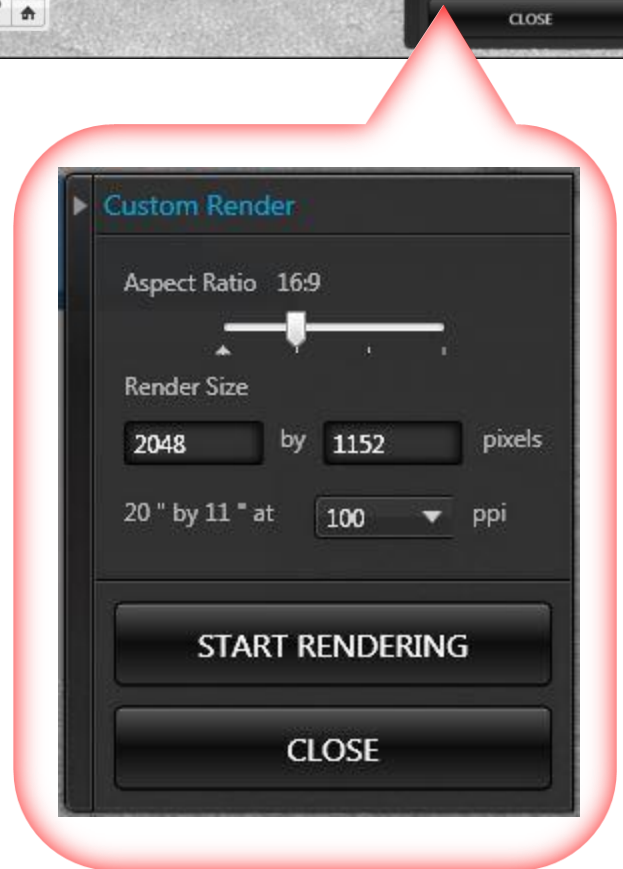 CLOSE
Custom Render
Aspect Ratio 16:9
Render Size
2048 by 1152 pixels
20 " by 11 " at 100 ppi
START RENDERING
CLOSE